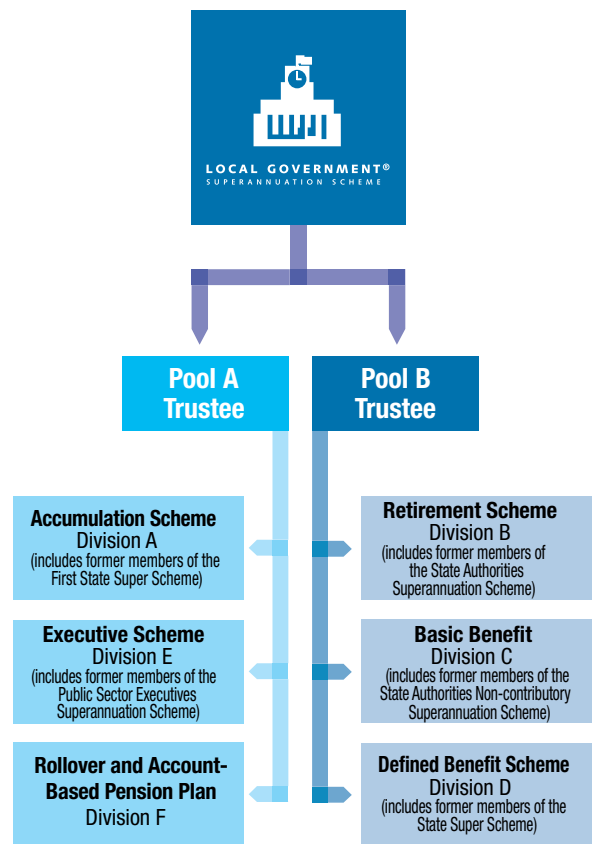 LOCAL GOVERNMENT®
SUPERANNUATION SCHEME
Pool A
Trustee
Pool B
Trustee
Accumulation Scheme
Division A
(includes former members of the
First State Super Scheme)
Executive Scheme
Division E
(includes former members of the
Public Sector Executives
Superannuation Scheme)
Rollover and Account-
Based Pension Plan
Division F
Retirement Scheme
Division B
(includes former members of
the State Authorities
Superannuation Scheme)
Basic Benefit
Division C
(includes former members of the
State Authorities Non-contributory
Superannuation Scheme)
Defined Benefit Scheme
Division D
(includes former members of the
State Super Scheme)